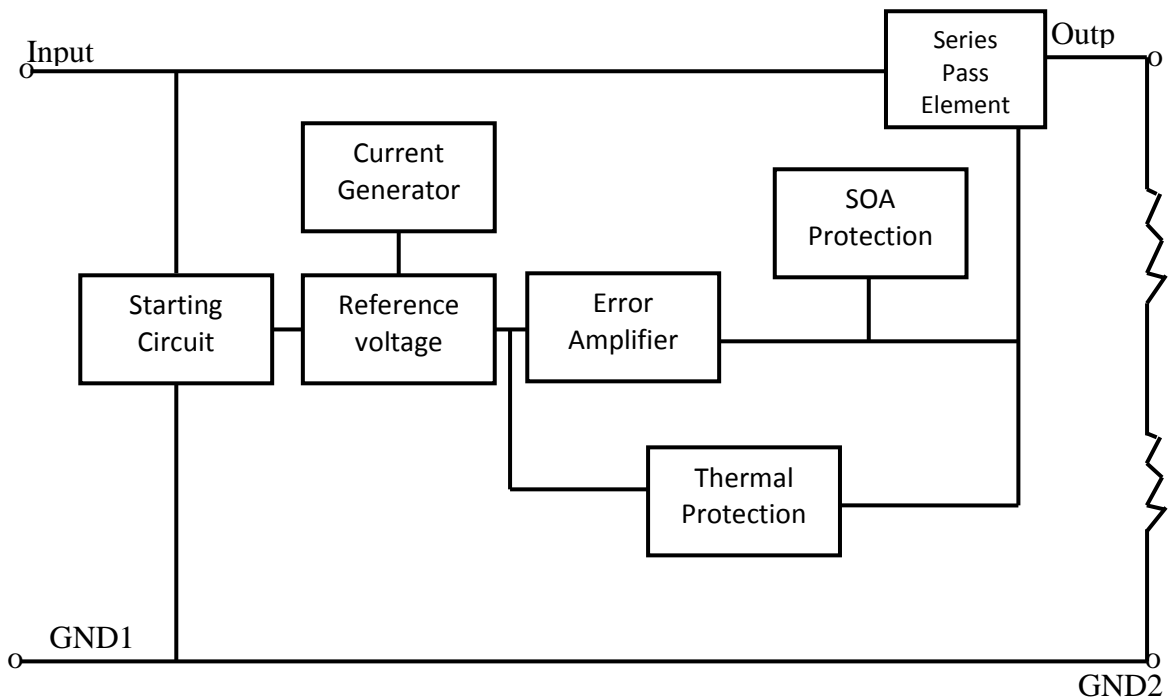 Input
Series
Pass
Element
Outp
Current
Generator
SOA
Protection
Starting
Circuit
Reference
voltage
Error
Amplifier
Thermal
Protection
GND1
GND2